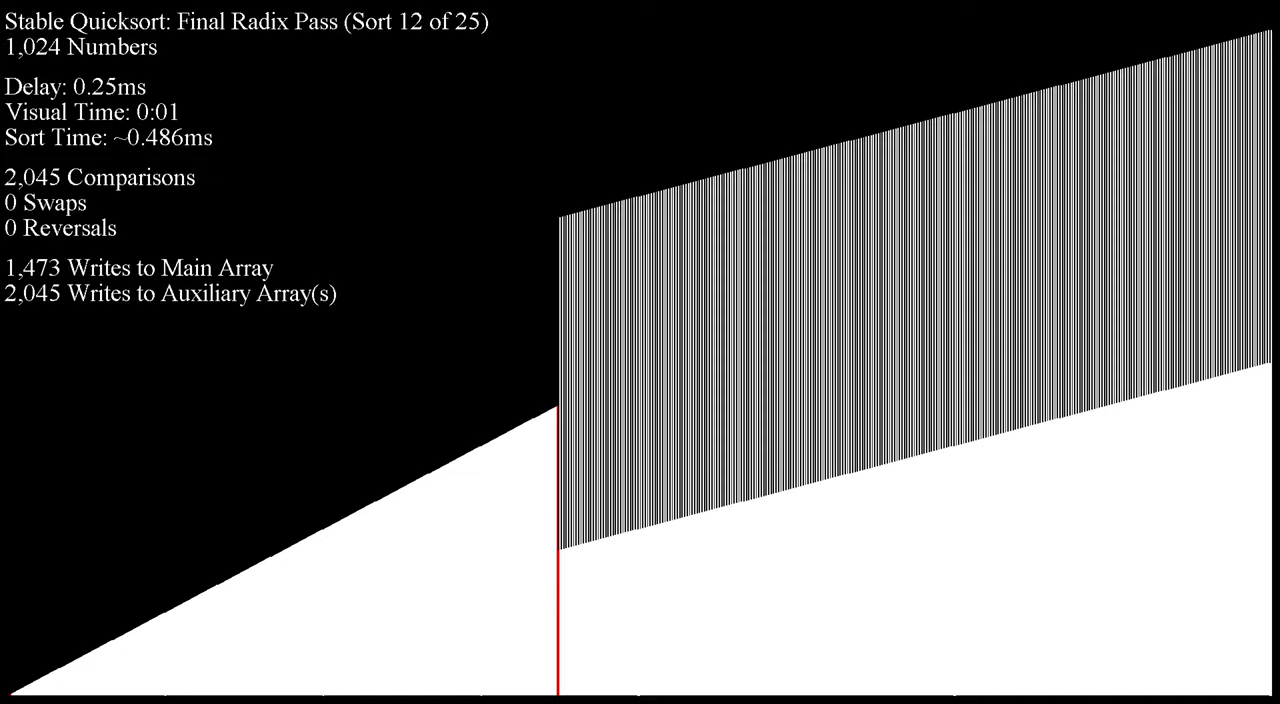 Stable Quicksort: Final Radix Pass (Sort 12 of 25)
1,024 Numbers
Delay: 0.25ms
Visual Time: 0:01
Sort Time: ~0.486ms
2,045 Comparisons
0 Swaps
0 Reversals
1,473 Writes to Main Array
2,045 Writes to Auxiliary Array(s)